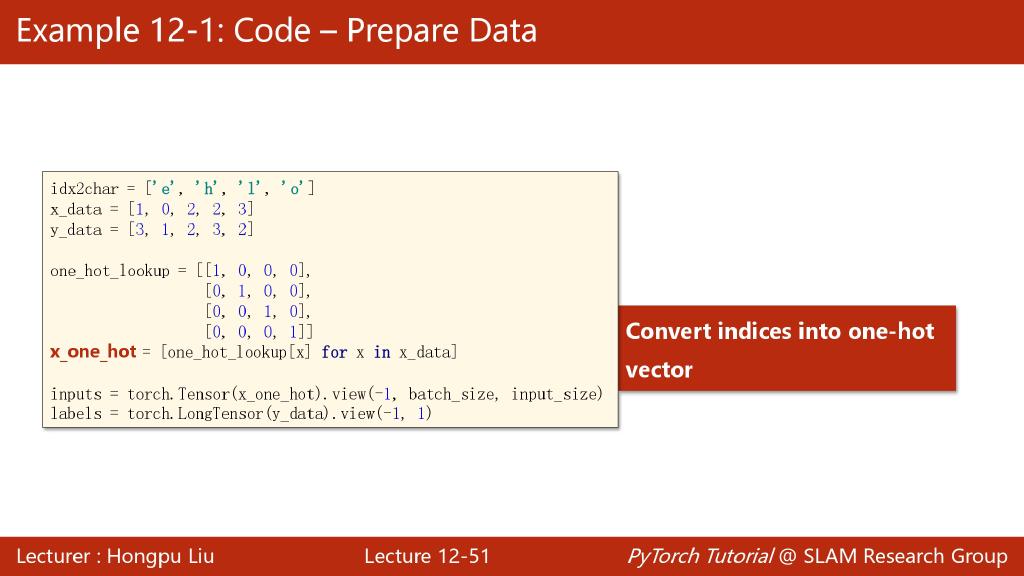 Example 12-1: Code – Prepare Data
idx2char = ['e', 'h', 'l', 'o']
x_data = [1, 0, 2, 2, 3]
y_data = [3, 1, 2, 3, 2]
one_hot_lookup = [[1, 0, 0, 0],
[0, 1, 0, 0],
[0, 0, 1, 0],
[0, 0, 0, 1]]
x_one_hot = [one_hot_lookup[x] for x in x_data]
inputs = torch.Tensor(x_one_hot).view(-1, batch_size, input_size)
labels = torch.LongTensor(y_data).view(-1, 1)
Convert indices into one-hot
vector
Lecturer : Hongpu Liu
Lecture 12-51
PyTorch Tutorial @ SLAM Research Group